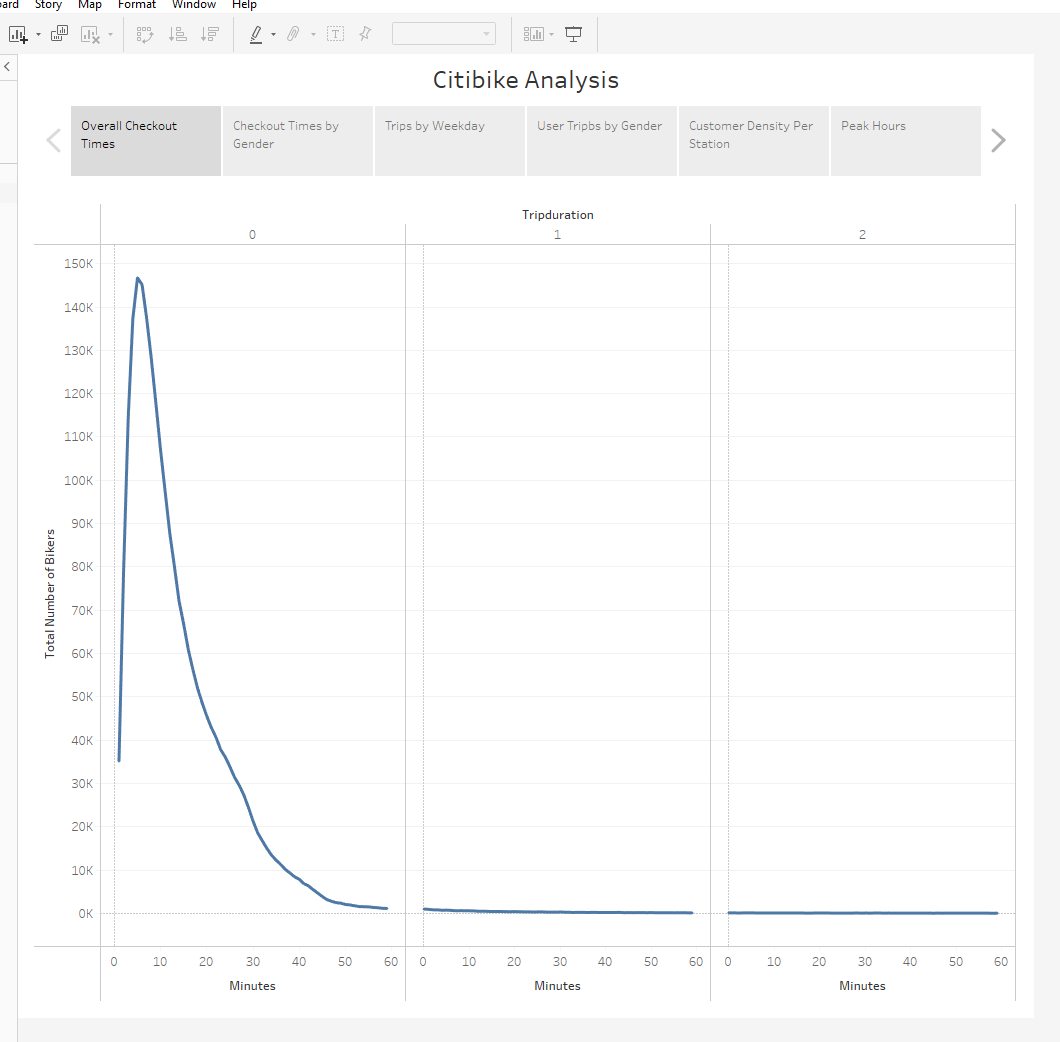 Story Map Format Window Help
Citibike Analysis
Overall Checkout
Times
Checkout Times by
Gender
Trips by Weekday
User Tripbs by Gender
Customer Density Per
Station
Peak Hours
Tripduration
0 1 2
150K
140K
130K
120K
110K
100K
90K
80K
70K
60K
50K
40K
30K
20K
10K
0K
Total Number of Bikers
0 10 20 30 40 50 60 0 10 20 30 40 50 60 0 10 20 30 40 50 60
Minutes Minutes Minutes